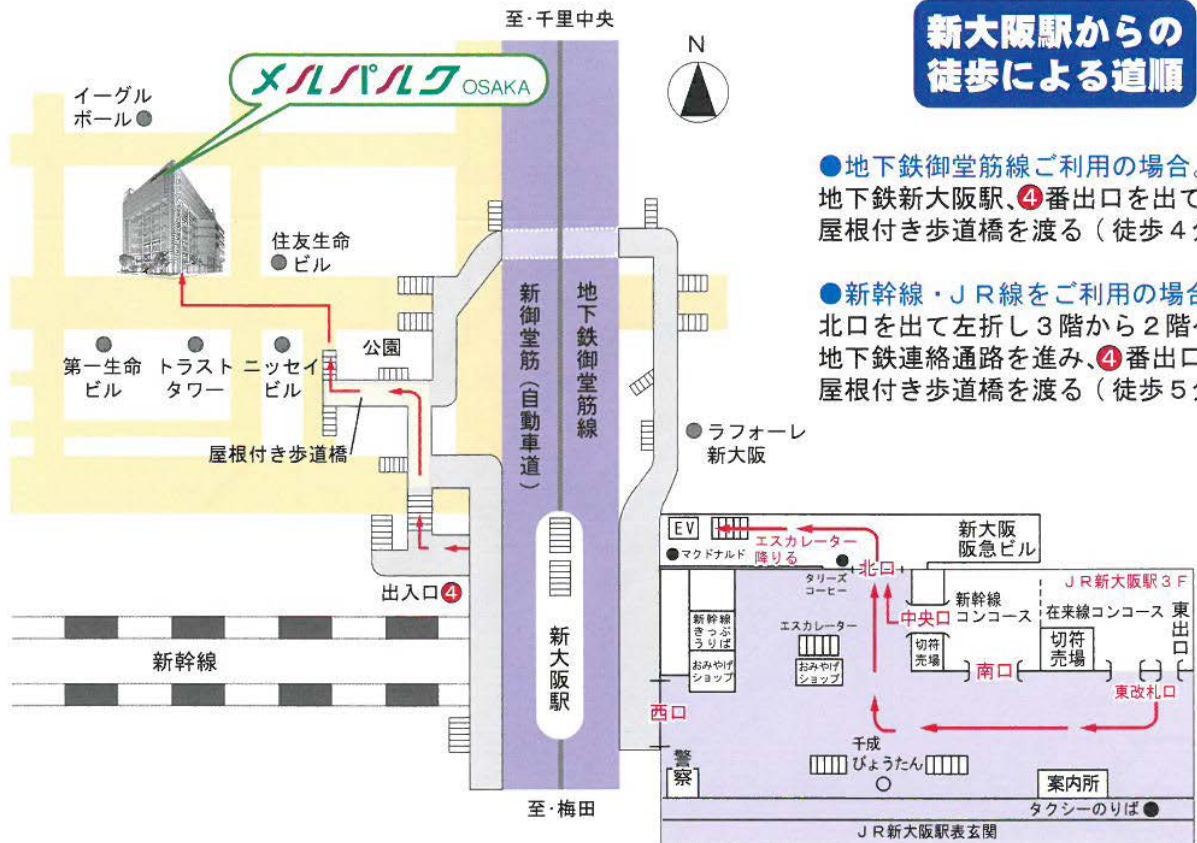 新大阪駅からの
徒歩による道順
●地下鉄御堂筋線ご利用の場合。
地下鉄新大阪駅、❹番出口を出て
屋根付き歩道橋を渡る(徒歩4分
●新幹線・JR線をご利用の場合
北口を出て左折し3階から2階へ
地下鉄連絡通路を進み、❹番出口
屋根付き歩道橋を渡る(徒歩5分
至・千里中央
N
メルパルク OSAKA
イーグル
ボール
住友生命
ビル
第一生命
ビル
トラスト
タワー
ニッセイ
ビル
公園
屋根付き歩道橋
新御堂筋(自動車道)
地下鉄御堂筋線
ラフォーレ
新大阪
出入口❹
新幹線
新大阪駅
至・梅田
EV
エスカレーター
降りる
マクドナルド
タリーズ
コーヒー
北口
新大阪
阪急ビル
JR新大阪駅3F
新幹線
きっぷ
うりば
おみやげ
ショップ
エスカレーター
おみやげ
ショップ
中央口
新幹線
コンコース
切符
売場
在来線コンコース
切符
売場
東出口
南口
東改札口
西口
千成
びょうたん
警察
案内所
タクシーのりば
JR新大阪駅表玄関